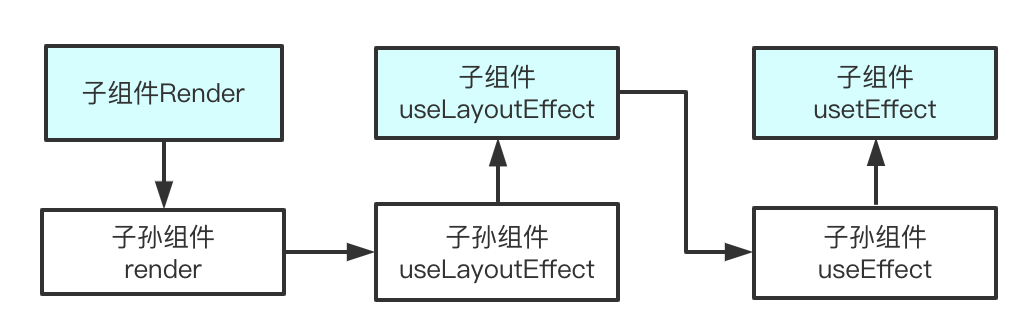 子组件Render
子组件
useLayoutEffect
子组件
usetEffect
子孙组件
render
子孙组件
useLayoutEffect
子孙组件
useEffect